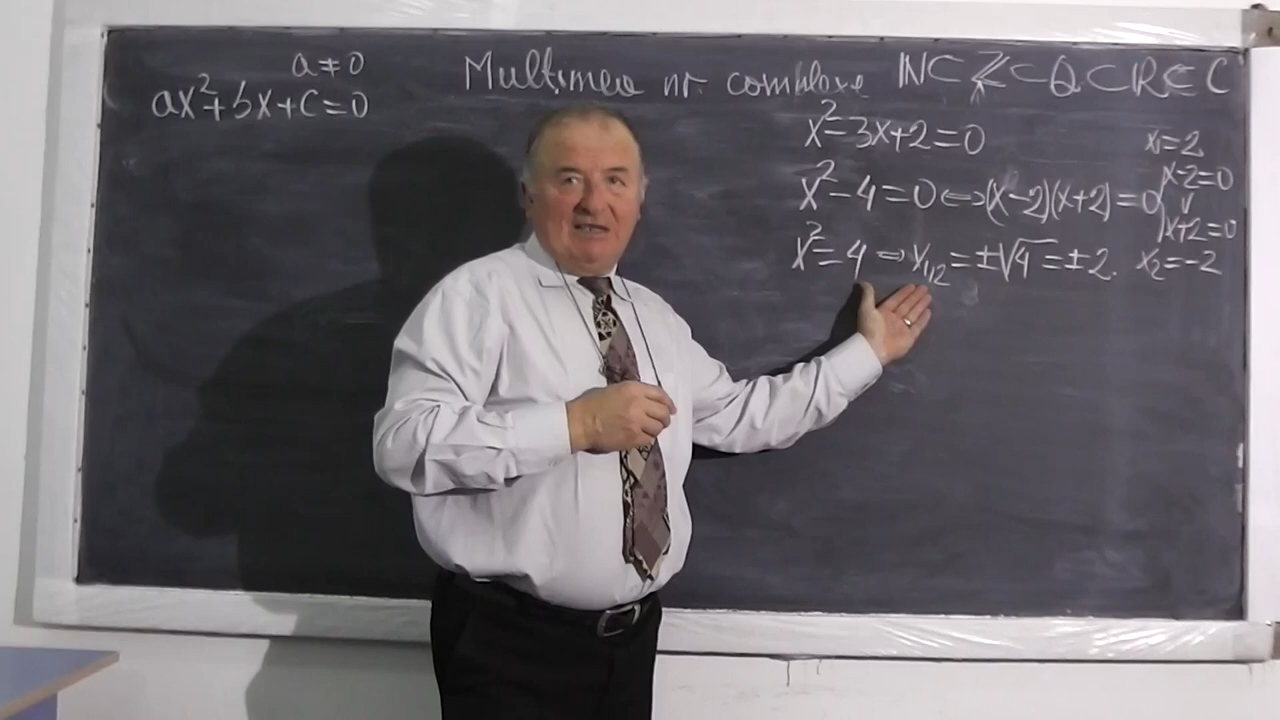 a≠0
ax²+bx+c=0
Multimea nr. complexe ℕ⊂ℤ⊂ℚ⊂ℝ⊂ℂ
x²-3x+2=0
x²-4=0⇔(x-2)(x+2)=0
x²=4⇔x₁,₂=±√4=±2.
x₁=2
x-2=0
∨
x+2=0
x₂=-2